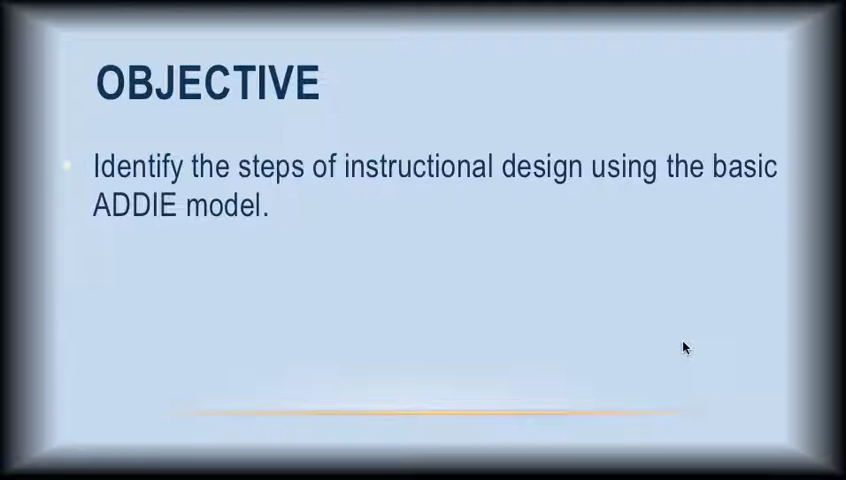 OBJECTIVE
Identify the steps of instructional design using the basic
ADDIE model.